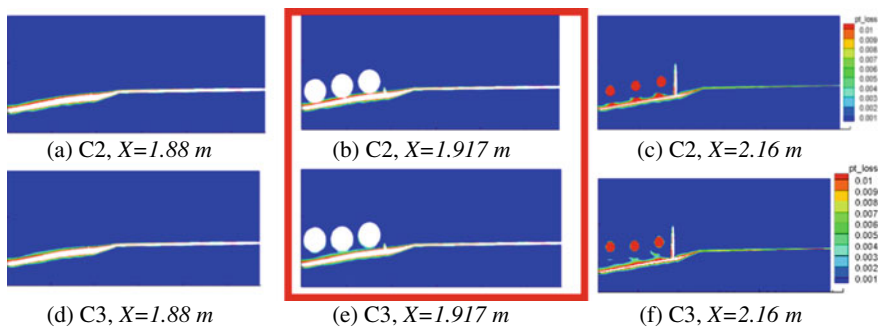 pt_loss
0.01
0.009
0.008
0.007
0.006
0.005
0.004
0.003
0.002
0.001
(a) C2, X=1.88 m
(b) C2, X=1.917 m
(c) C2, X=2.16 m
pt_loss
0.01
0.009
0.008
0.007
0.006
0.005
0.004
0.003
0.002
0.001
(d) C3, X=1.88 m
(e) C3, X=1.917 m
(f) C3, X=2.16 m